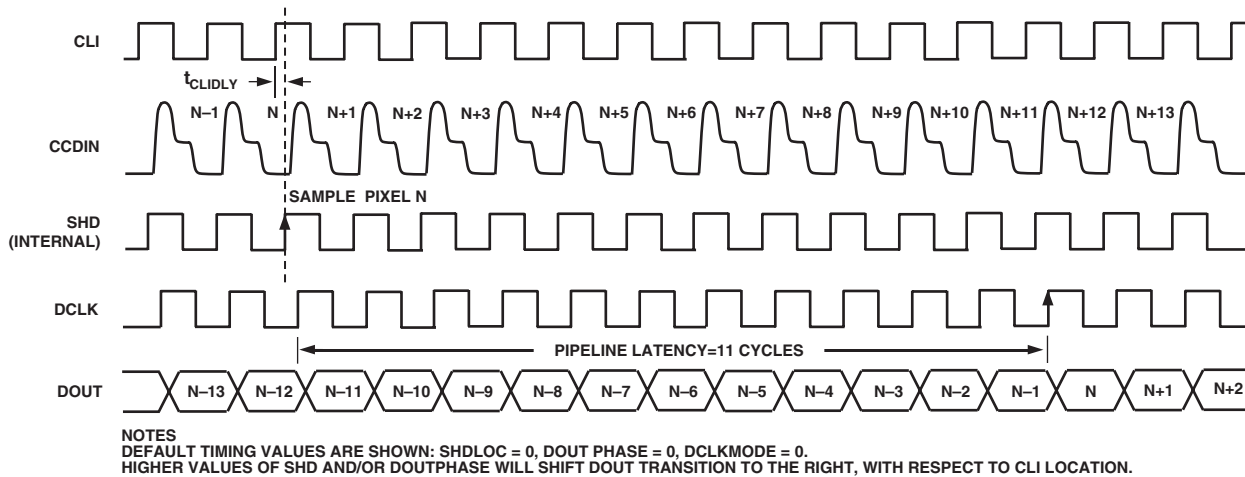 CLI
tCLIDLY
N–1 N N+1 N+2 N+3 N+4 N+5 N+6 N+7 N+8 N+9 N+10 N+11 N+12 N+13
CCDIN
SAMPLE PIXEL N
SHD
(INTERNAL)
DCLK
PIPELINE LATENCY=11 CYCLES
DOUT N–13 N–12 N–11 N–10 N–9 N–8 N–7 N–6 N–5 N–4 N–3 N–2 N–1 N N+1 N+2
NOTES
DEFAULT TIMING VALUES ARE SHOWN: SHDLOC = 0, DOUT PHASE = 0, DCLKMODE = 0.
HIGHER VALUES OF SHD AND/OR DOUTPHASE WILL SHIFT DOUT TRANSITION TO THE RIGHT, WITH RESPECT TO CLI LOCATION.